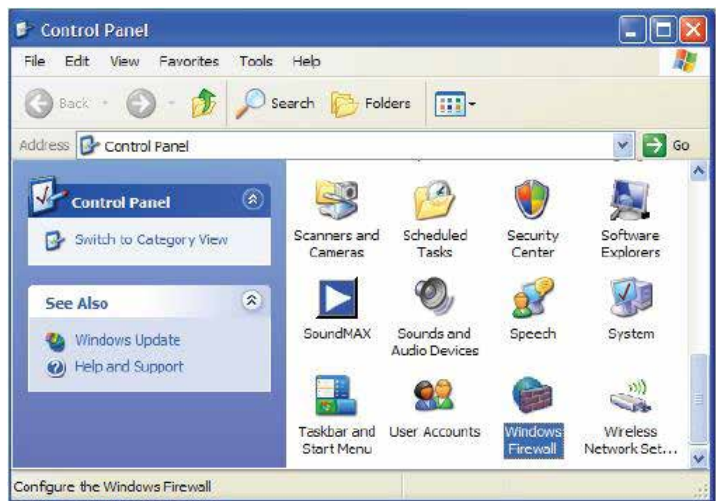 Control Panel
File Edit View Favorites Tools Help
Back Search Folders
Address Control Panel Go
Control Panel
Switch to Category View
See Also
Windows Update
Help and Support
Scanners and
Cameras
Scheduled
Tasks
Security
Center
Software
Explorers
SoundMAX
Sounds and
Audio Devices
Speech
System
Taskbar and
Start Menu
User Accounts
Windows
Firewall
Wireless
Network Set...
Configure the Windows Firewall